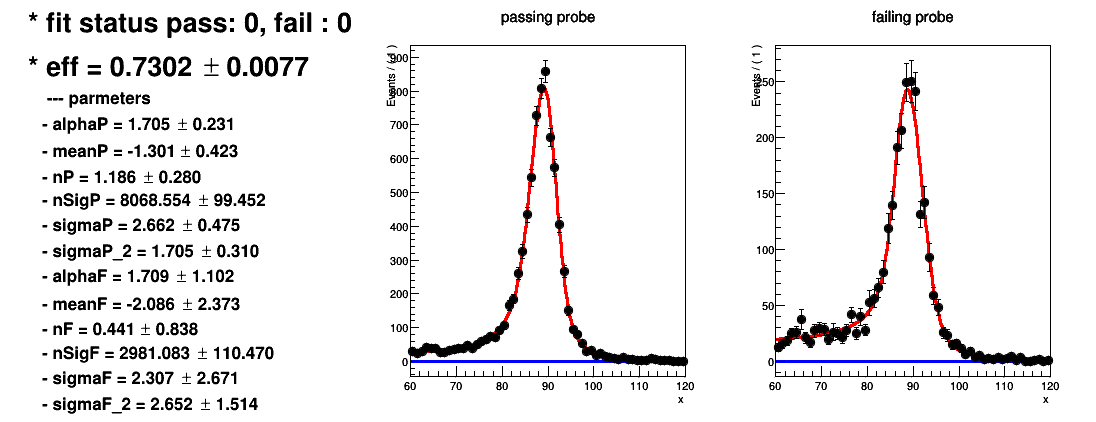 * fit status pass: 0, fail : 0
* eff = 0.7302 ± 0.0077
--- parmeters
- alphaP = 1.705 ± 0.231
- meanP = -1.301 ± 0.423
- nP = 1.186 ± 0.280
- nSigP = 8068.554 ± 99.452
- sigmaP = 2.662 ± 0.475
- sigmaP_2 = 1.705 ± 0.310
- alphaF = 1.709 ± 1.102
- meanF = -2.086 ± 2.373
- nF = 0.441 ± 0.838
- nSigF = 2981.083 ± 110.470
- sigmaF = 2.307 ± 2.671
- sigmaF_2 = 2.652 ± 1.514
passing probe
Events / ( 1 )
900
800
700
600
500
400
300
200
100
0
60 70 80 90 100 110 120
x
failing probe
Events / ( 1 )
250
200
150
100
50
0
60 70 80 90 100 110 120
x